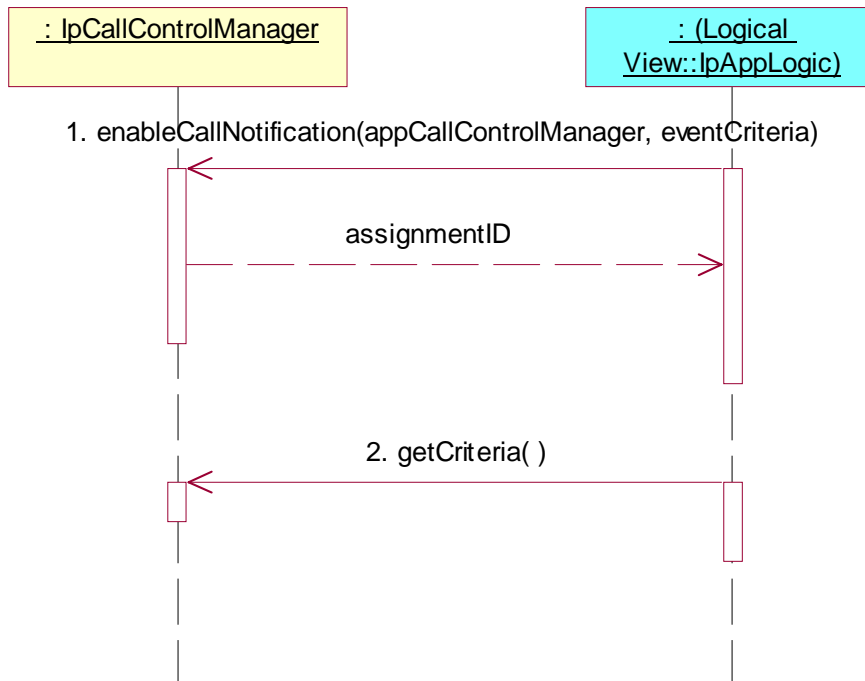 : IpCallControlManager
: (Logical
View::IpAppLogic)
1. enableCallNotification(appCallControlManager, eventCriteria)
assignmentID
2. getCriteria( )